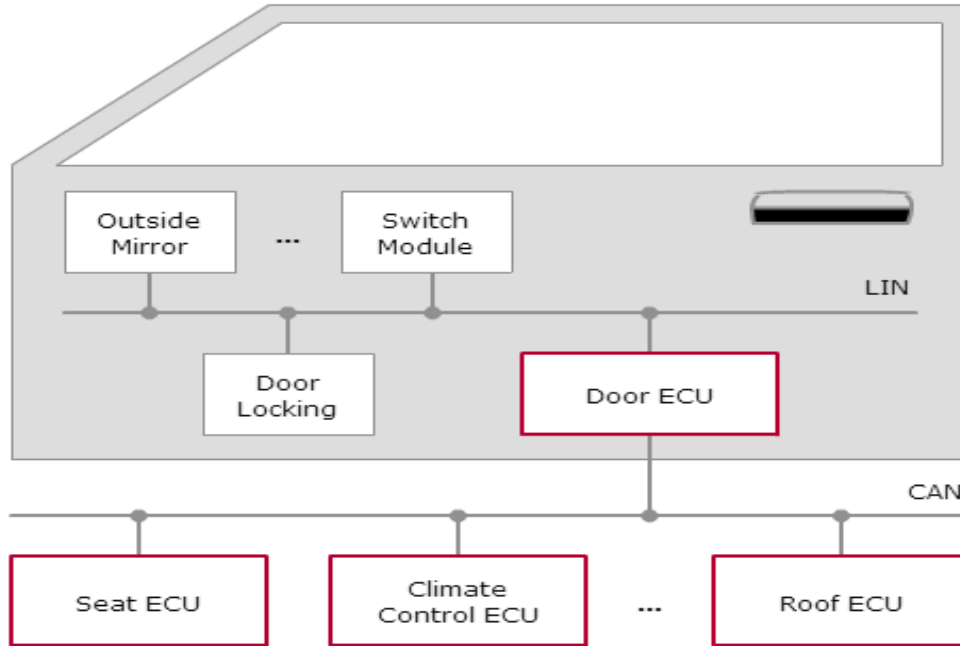 Outside
Mirror
...
Switch
Module
LIN
Door
Locking
Door ECU
CAN
Seat ECU
Climate
Control ECU
...
Roof ECU